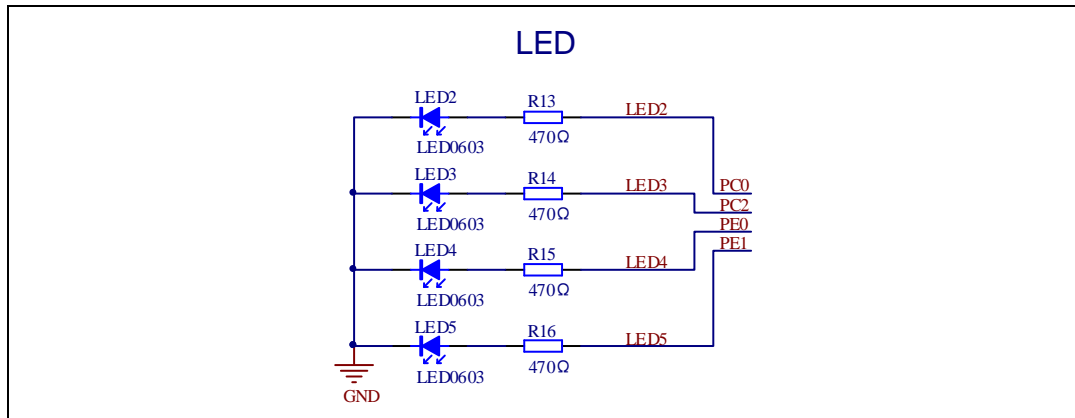 LED
LED2
R13
LED2
470Ω
LED0603
LED3
R14
LED3
PC0
470Ω
LED0603
PC2
PE0
LED4
R15
LED4
PE1
470Ω
LED0603
LED5
R16
LED5
470Ω
LED0603
GND